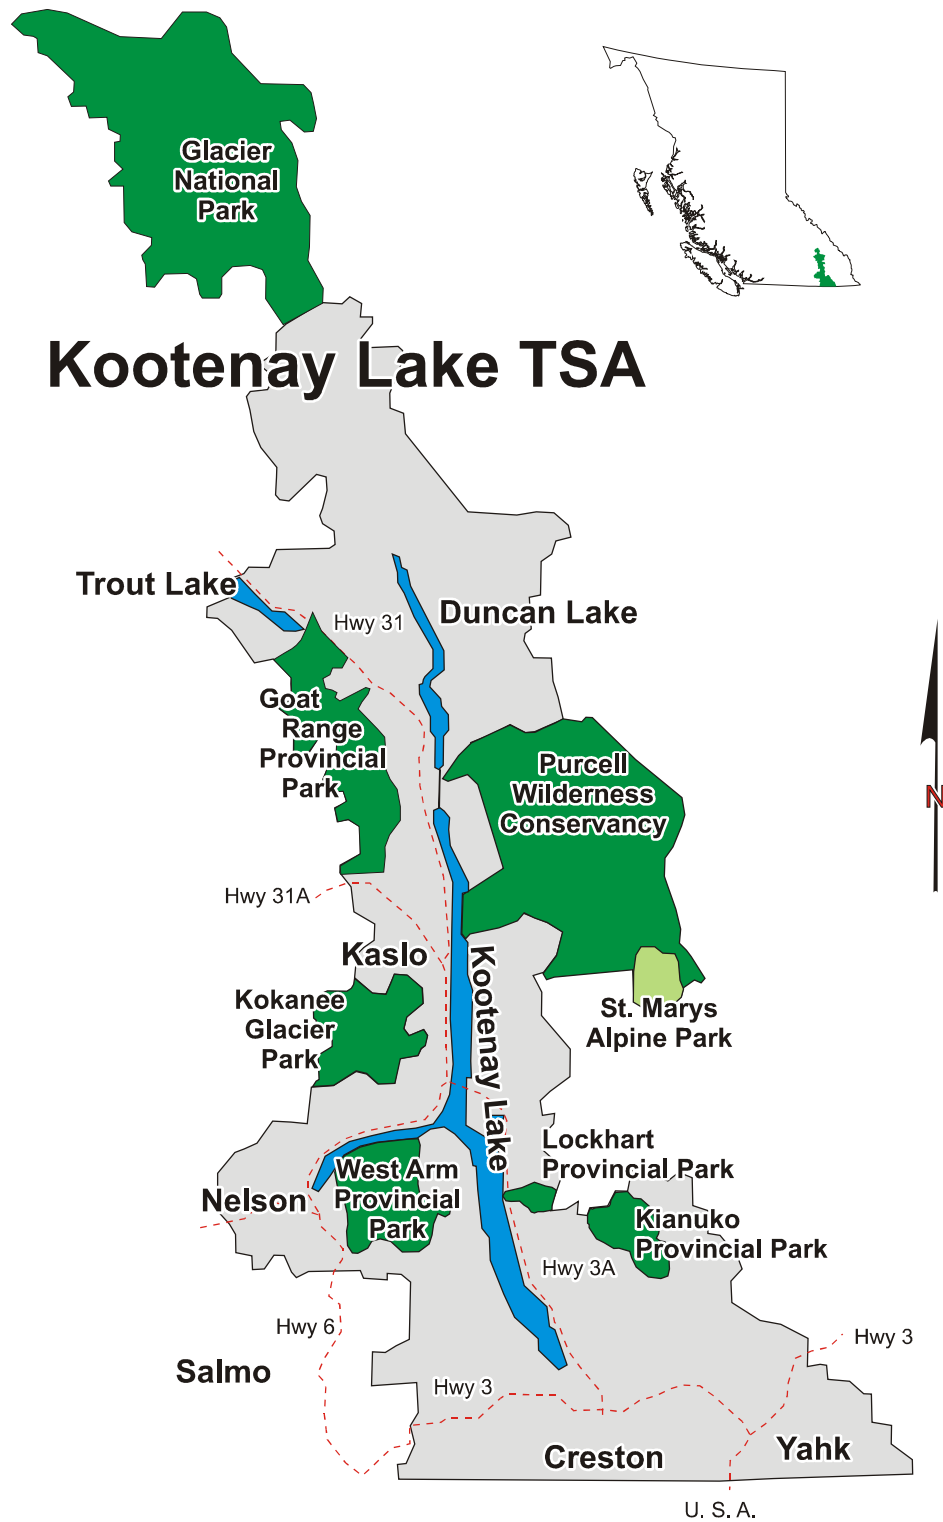 Glacier
National
Park
Kootenay Lake TSA
Trout Lake
Hwy 31
Duncan Lake
Goat
Range
Provincial
Park
Purcell
Wilderness
Conservancy
N
Hwy 31A
Kaslo
Kootenay Lake
Kokanee
Glacier
Park
St. Marys
Alpine Park
Lockhart
Provincial Park
West Arm
Provincial
Park
Nelson
Kianuko
Provincial Park
Hwy 3A
Hwy 6
Hwy 3
Salmo
Hwy 3
Creston
Yahk
U. S. A.